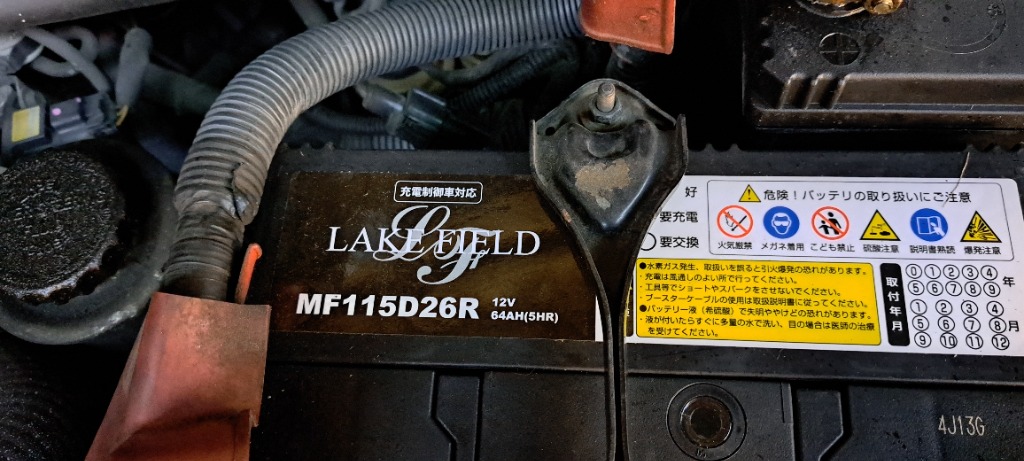 充電制御車対応
LAKE FIELD
LF
MF115D26R
12V
64AH(5HR)
好
要充電
要交換
危険！バッテリの取り扱いにご注意
火気厳禁 メガネ着用 こども禁止 硫酸注意 説明書熟読 爆発注意
●水素ガス発生、取扱いを誤ると引火爆発の恐れがあります。
・充電は風通しのよい所で行ってください。
・工具等でショートやスパークをさせないでください。
・ブースターケーブルの使用は取扱説明書に従ってください。
●バッテリー液（希硫酸）で失明ややけどの恐れがあります。
・液が付いたらすぐに多量の水で洗い、目の場合は医師の治療
を受けてください。
取付年月
0 1 2 3 4
5 6 7 8 9 年
1 2 3 4
5 6 7 8 月
9 10 11 12
4J13G